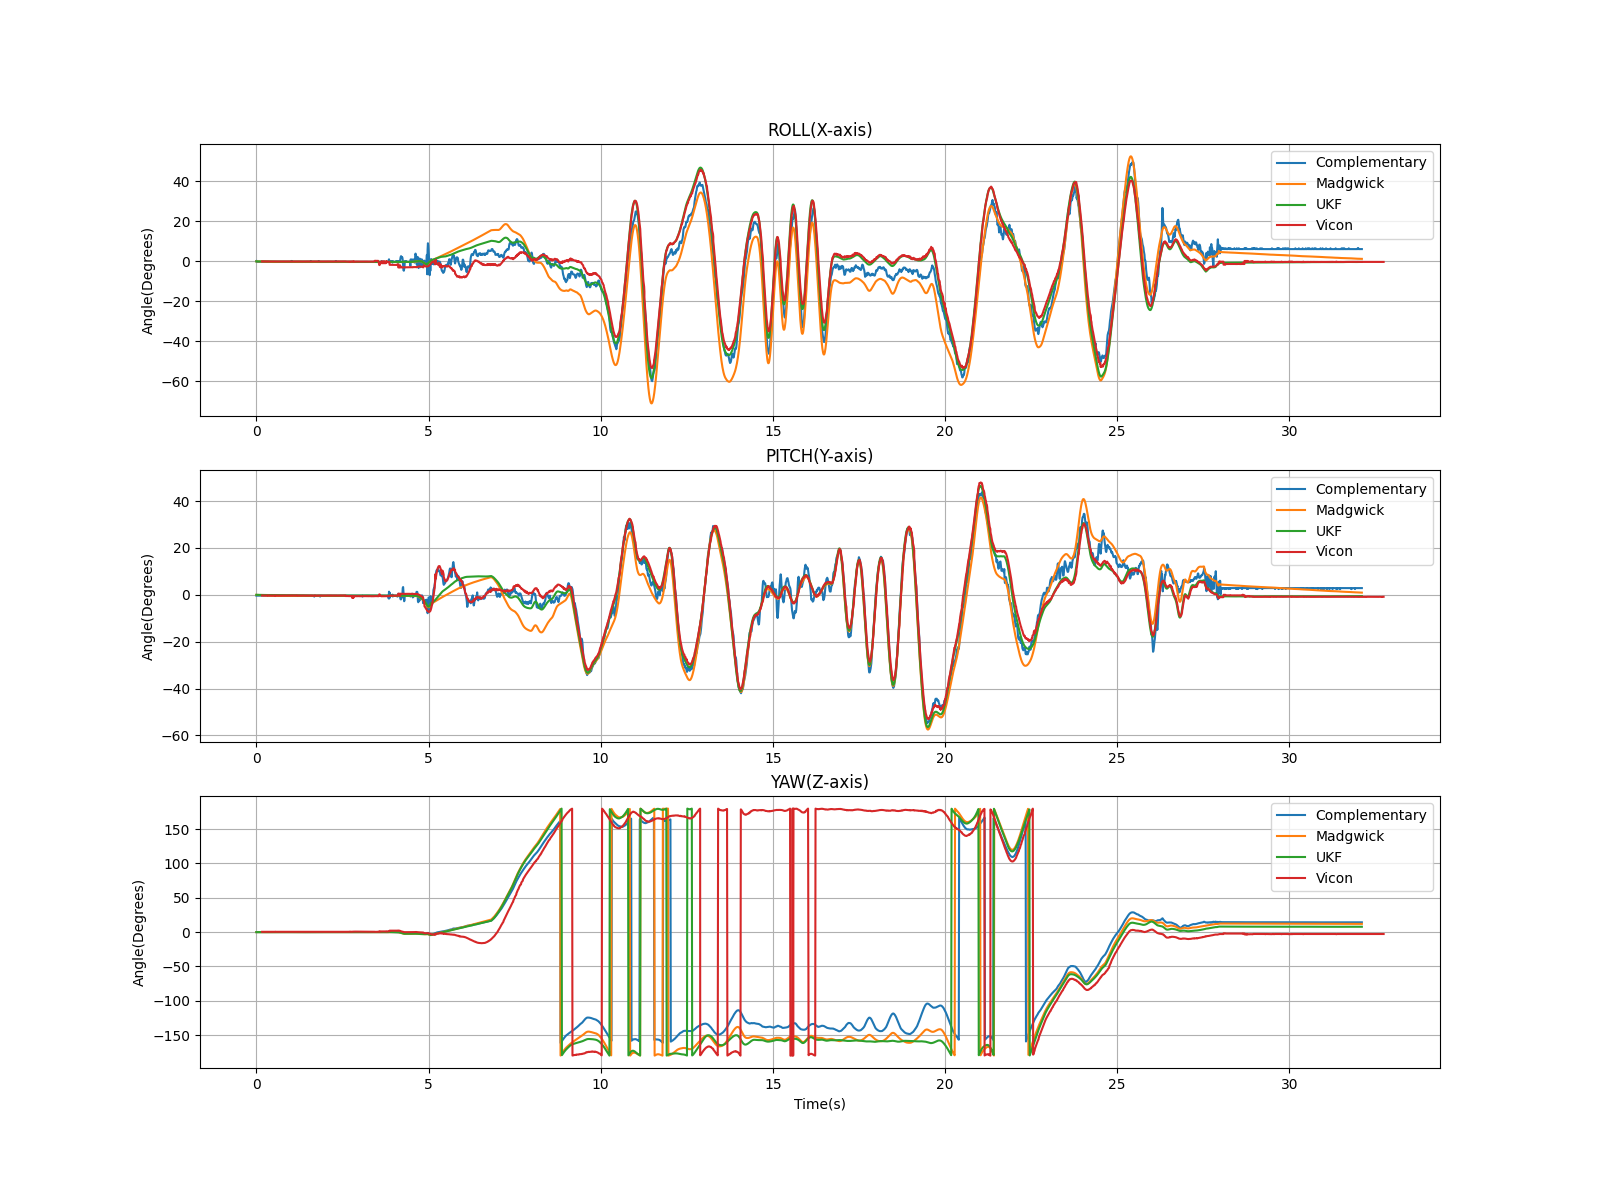 ROLL(X-axis)
Angle(Degrees)
40
20
0
−20
−40
−60
0 5 10 15 20 25 30
Complementary
Madgwick
UKF
Vicon
PITCH(Y-axis)
Angle(Degrees)
40
20
0
−20
−40
−60
0 5 10 15 20 25 30
Complementary
Madgwick
UKF
Vicon
YAW(Z-axis)
Angle(Degrees)
150
100
50
0
−50
−100
−150
0 5 10 15 20 25 30
Complementary
Madgwick
UKF
Vicon
Time(s)